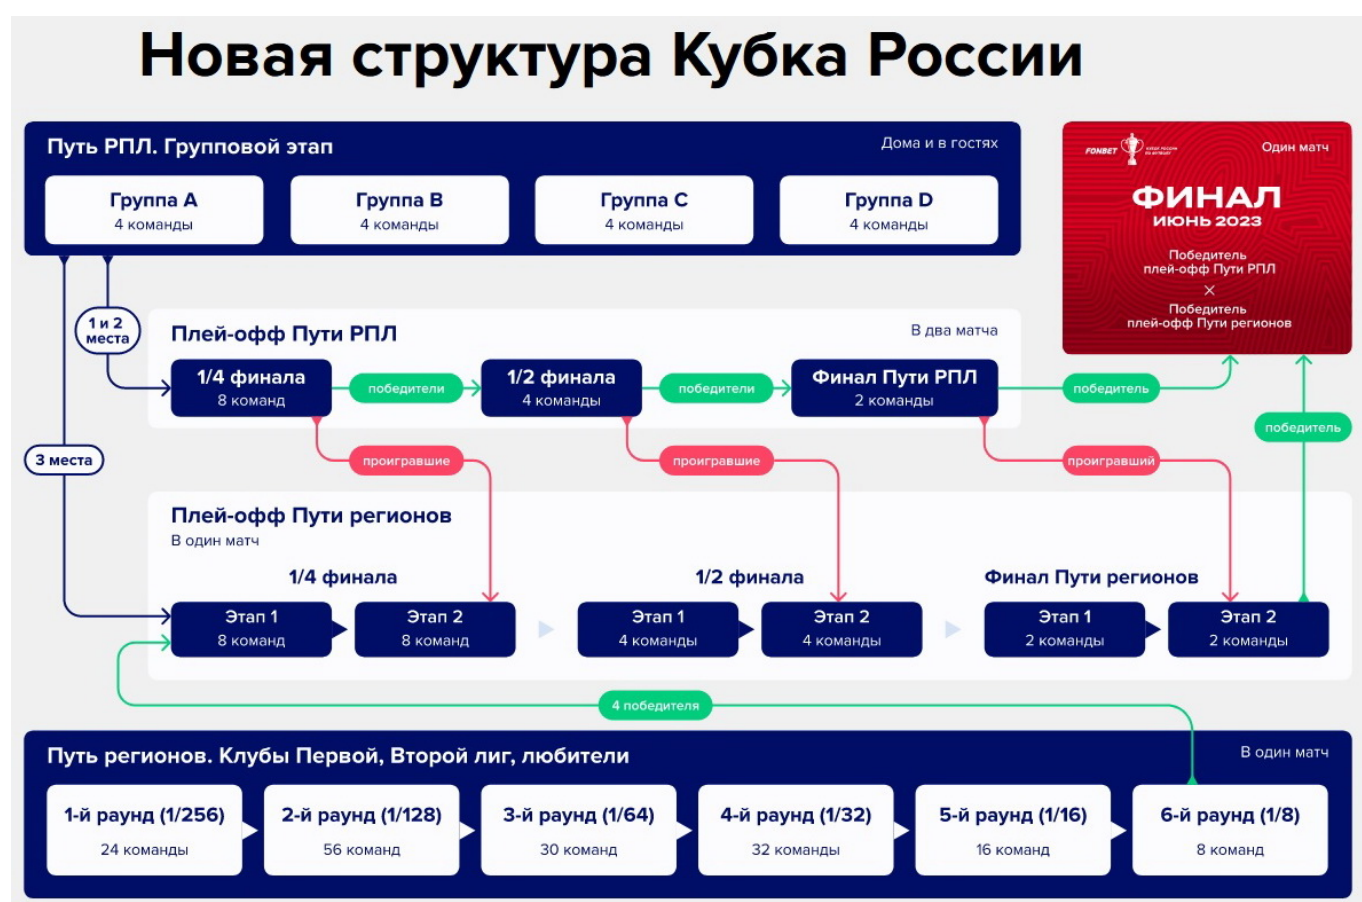 Новая структура Кубка России
Путь РПЛ. Групповой этап
Дома и в гостях
Группа A
4 команды
Группа B
4 команды
Группа C
4 команды
Группа D
4 команды
FONBET
КУБОК РОССИИ
ПО ФУТБОЛУ
Один матч
ФИНАЛ
ИЮНЬ 2023
Победитель
плей-офф Пути РПЛ
×
Победитель
плей-офф Пути регионов
1 и 2
места
Плей-офф Пути РПЛ
В два матча
1/4 финала
8 команд
победители
1/2 финала
4 команды
победители
Финал Пути РПЛ
2 команды
победитель
победитель
3 места
проигравшие
проигравшие
проигравший
Плей-офф Пути регионов
В один матч
1/4 финала
1/2 финала
Финал Пути регионов
Этап 1
8 команд
Этап 2
8 команд
Этап 1
4 команды
Этап 2
4 команды
Этап 1
2 команды
Этап 2
2 команды
4 победителя
Путь регионов. Клубы Первой, Второй лиг, любители
В один матч
1-й раунд (1/256)
24 команды
2-й раунд (1/128)
56 команд
3-й раунд (1/64)
30 команд
4-й раунд (1/32)
32 команды
5-й раунд (1/16)
16 команд
6-й раунд (1/8)
8 команд